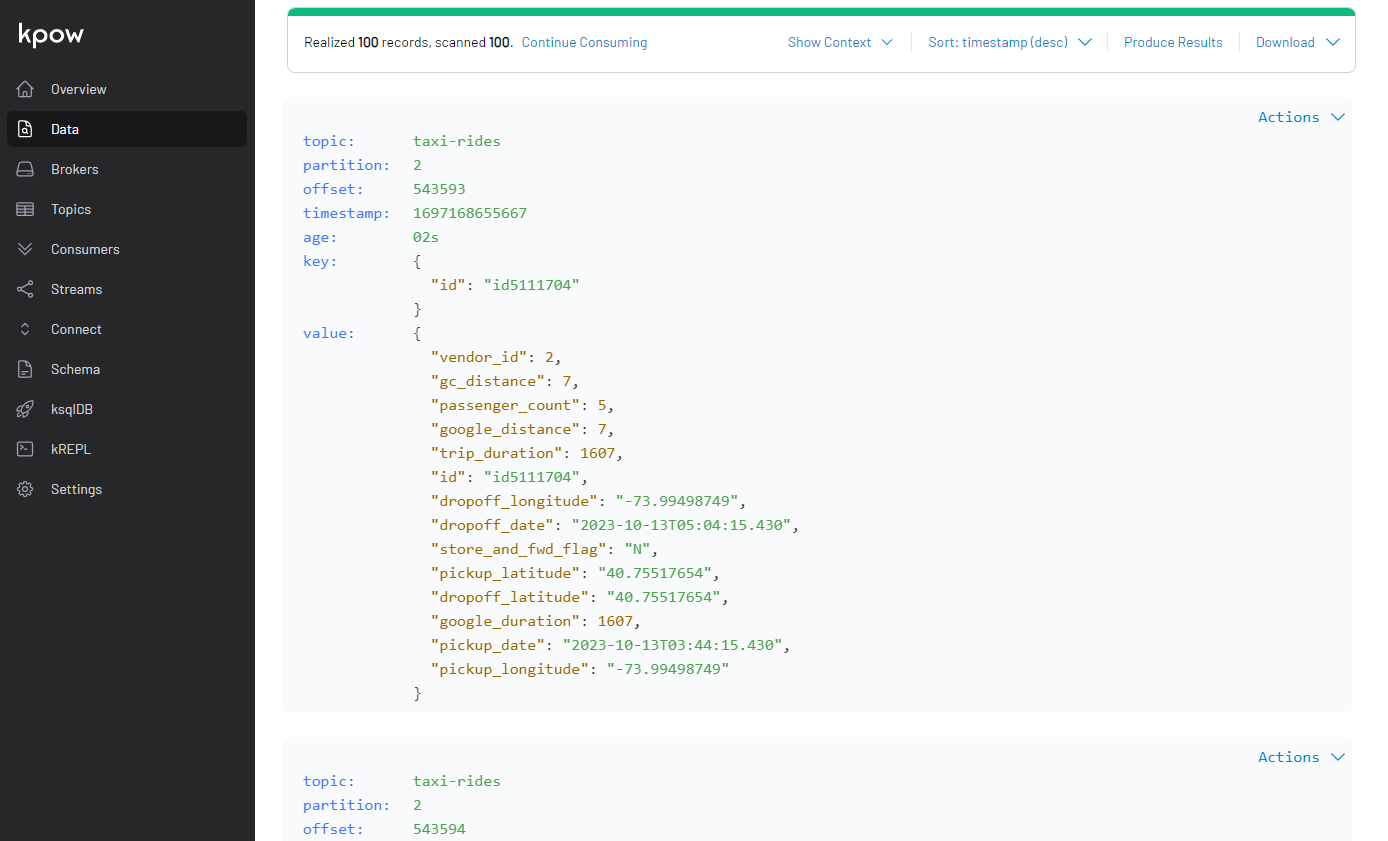 kpow
Overview
Data
Brokers
Topics
Consumers
Streams
Connect
Schema
ksqlDB
kREPL
Settings
Realized 100 records, scanned 100. Continue Consuming Show Context Sort: timestamp (desc) Produce Results Download
Actions
topic: taxi-rides
partition: 2
offset: 543593
timestamp: 1697168655667
age: 02s
key: {
"id": "id5111704"
}
value: {
"vendor_id": 2,
"gc_distance": 7,
"passenger_count": 5,
"google_distance": 7,
"trip_duration": 1607,
"id": "id5111704",
"dropoff_longitude": "-73.99498749",
"dropoff_date": "2023-10-13T05:04:15.430",
"store_and_fwd_flag": "N",
"pickup_latitude": "40.75517654",
"dropoff_latitude": "40.75517654",
"google_duration": 1607,
"pickup_date": "2023-10-13T03:44:15.430",
"pickup_longitude": "-73.99498749"
}
Actions
topic: taxi-rides
partition: 2
offset: 543594